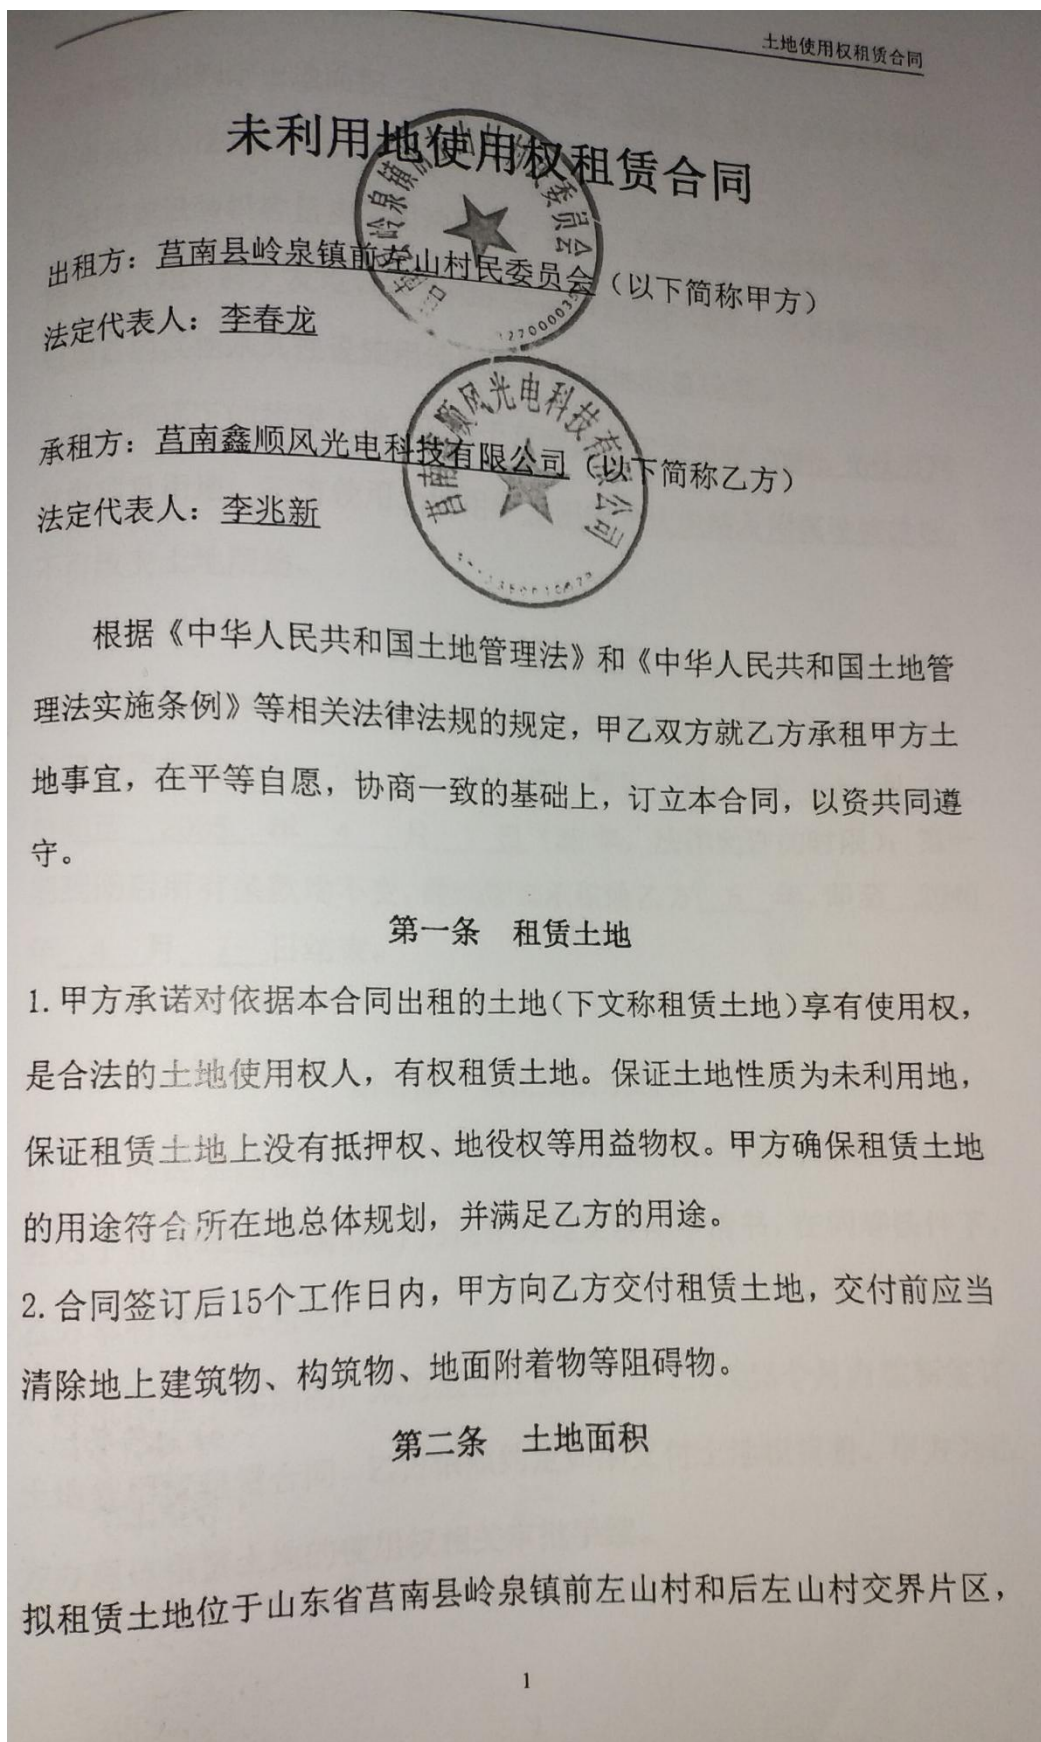 土地使用权租赁合同
未利用地使用权租赁合同
出租方：莒南县岭泉镇前左山村民委员会（以下简称甲方）
法定代表人：李春龙
承租方：莒南鑫顺风光电科技有限公司（以下简称乙方）
法定代表人：李兆新
根据《中华人民共和国土地管理法》和《中华人民共和国土地管
理法实施条例》等相关法律法规的规定，甲乙双方就乙方承租甲方土
地事宜，在平等自愿，协商一致的基础上，订立本合同，以资共同遵
守。
第一条 租赁土地
1.甲方承诺对依据本合同出租的土地（下文称租赁土地）享有使用权，
是合法的土地使用权人，有权租赁土地。保证土地性质为未利用地，
保证租赁土地上没有抵押权、地役权等用益物权。甲方确保租赁土地
的用途符合所在地总体规划，并满足乙方的用途。
2.合同签订后15个工作日内，甲方向乙方交付租赁土地，交付前应当
清除地上建筑物、构筑物、地面附着物等阻碍物。
第二条 土地面积
拟租赁土地位于山东省莒南县岭泉镇前左山村和后左山村交界片区，
1